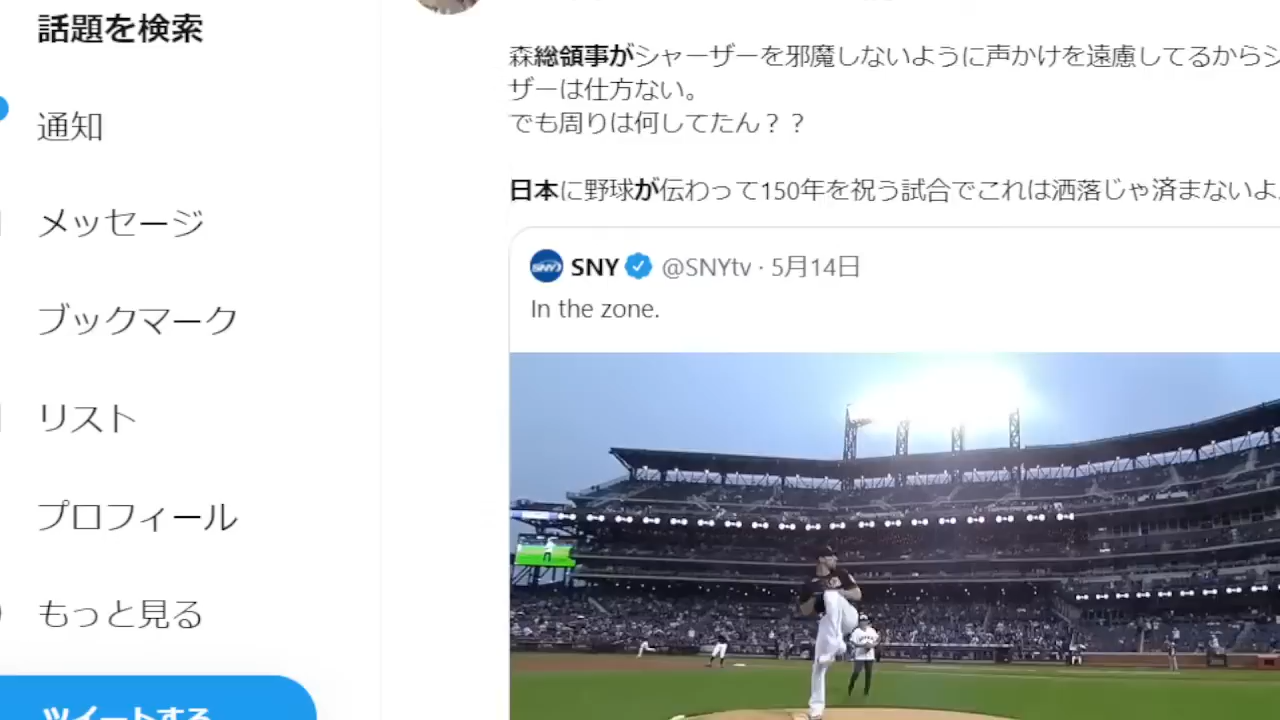 話題を検索
通知
メッセージ
ブックマーク
リスト
プロフィール
もっと見る
ツイートする
森総領事がシャーザーを邪魔しないように声かけを遠慮してるからシ
ザーは仕方ない。
でも周りは何してたん？？
日本に野球が伝わって150年を祝う試合でこれは洒落じゃ済まないよ
SNY @SNYtv · 5月14日
In the zone.